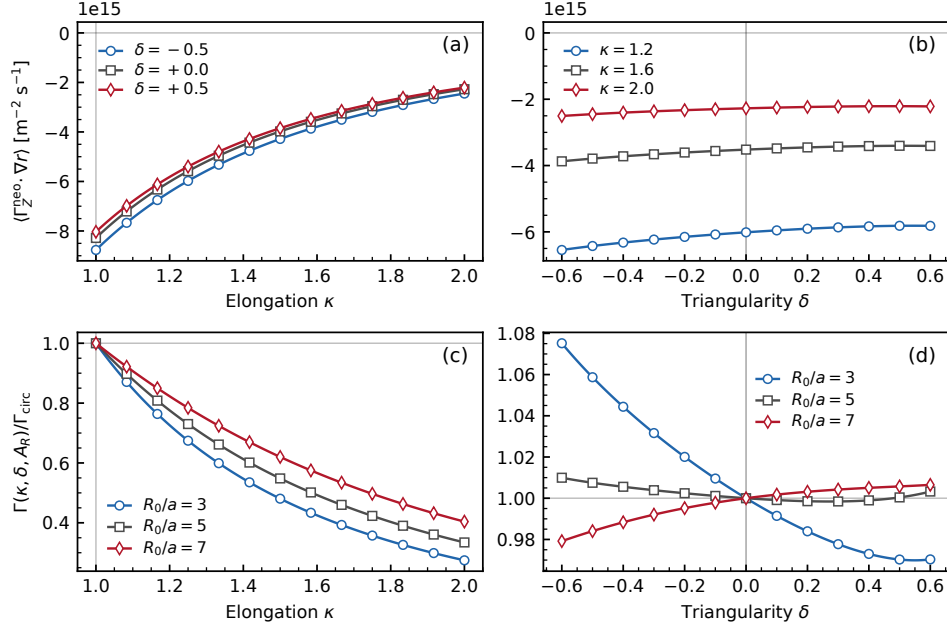 1e15
(a)
δ = −0.5
δ = +0.0
δ = +0.5
0
−2
−4
−6
−8
⟨Γ_Z^neo · ∇r⟩ [m⁻² s⁻¹]
1.0 1.2 1.4 1.6 1.8 2.0
Elongation κ
1e15
(b)
κ = 1.2
κ = 1.6
κ = 2.0
0
−2
−4
−6
−0.6 −0.4 −0.2 0.0 0.2 0.4 0.6
Triangularity δ
(c)
R₀/a = 3
R₀/a = 5
R₀/a = 7
1.0
0.8
0.6
0.4
Γ(κ, δ, A_R)/Γ_circ
1.0 1.2 1.4 1.6 1.8 2.0
Elongation κ
(d)
R₀/a = 3
R₀/a = 5
R₀/a = 7
1.08
1.06
1.04
1.02
1.00
0.98
−0.6 −0.4 −0.2 0.0 0.2 0.4 0.6
Triangularity δ